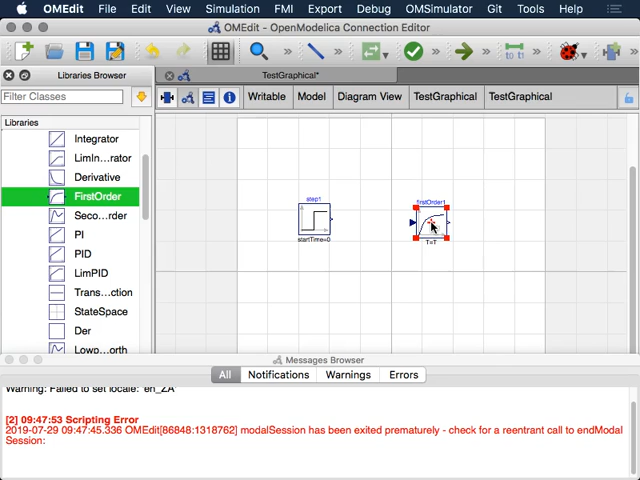 OMEdit File Edit View Simulation FMI Export Debug OMSimulator Git Tools Help
OMEdit - OpenModelica Connection Editor
Libraries Browser
TestGraphical*
Filter Classes
Writable Model Diagram View TestGraphical TestGraphical
Libraries
Integrator
LimIn...rator
Derivative
FirstOrder
Seco...rder
PI
PID
LimPID
Trans...ction
StateSpace
Der
Lowp...orth
step1
startTime=0
firstOrder1
T=T
Messages Browser
All Notifications Warnings Errors
Warning: Failed to set locale: 'en_ZA'
[2] 09:47:53 Scripting Error
2019-07-29 09:47:45.336 OMEdit[86848:1318762] modalSession has been exited prematurely - check for a reentrant call to endModal
Session: